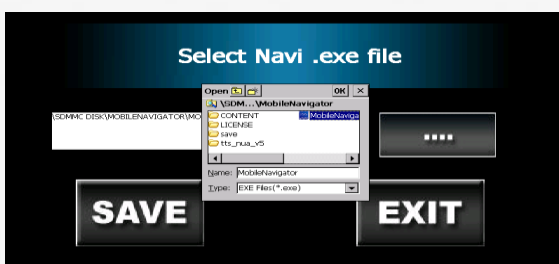 Select Navi .exe file
Open OK ×
\SDM...\MobileNavigator
\SDMMC DISK\MOBILENAVIGATOR\MO
CONTENT MobileNaviga
LICENSE
save
tts_nua_v5
....
Name: MobileNavigator
Type: EXE Files(*.exe)
SAVE EXIT